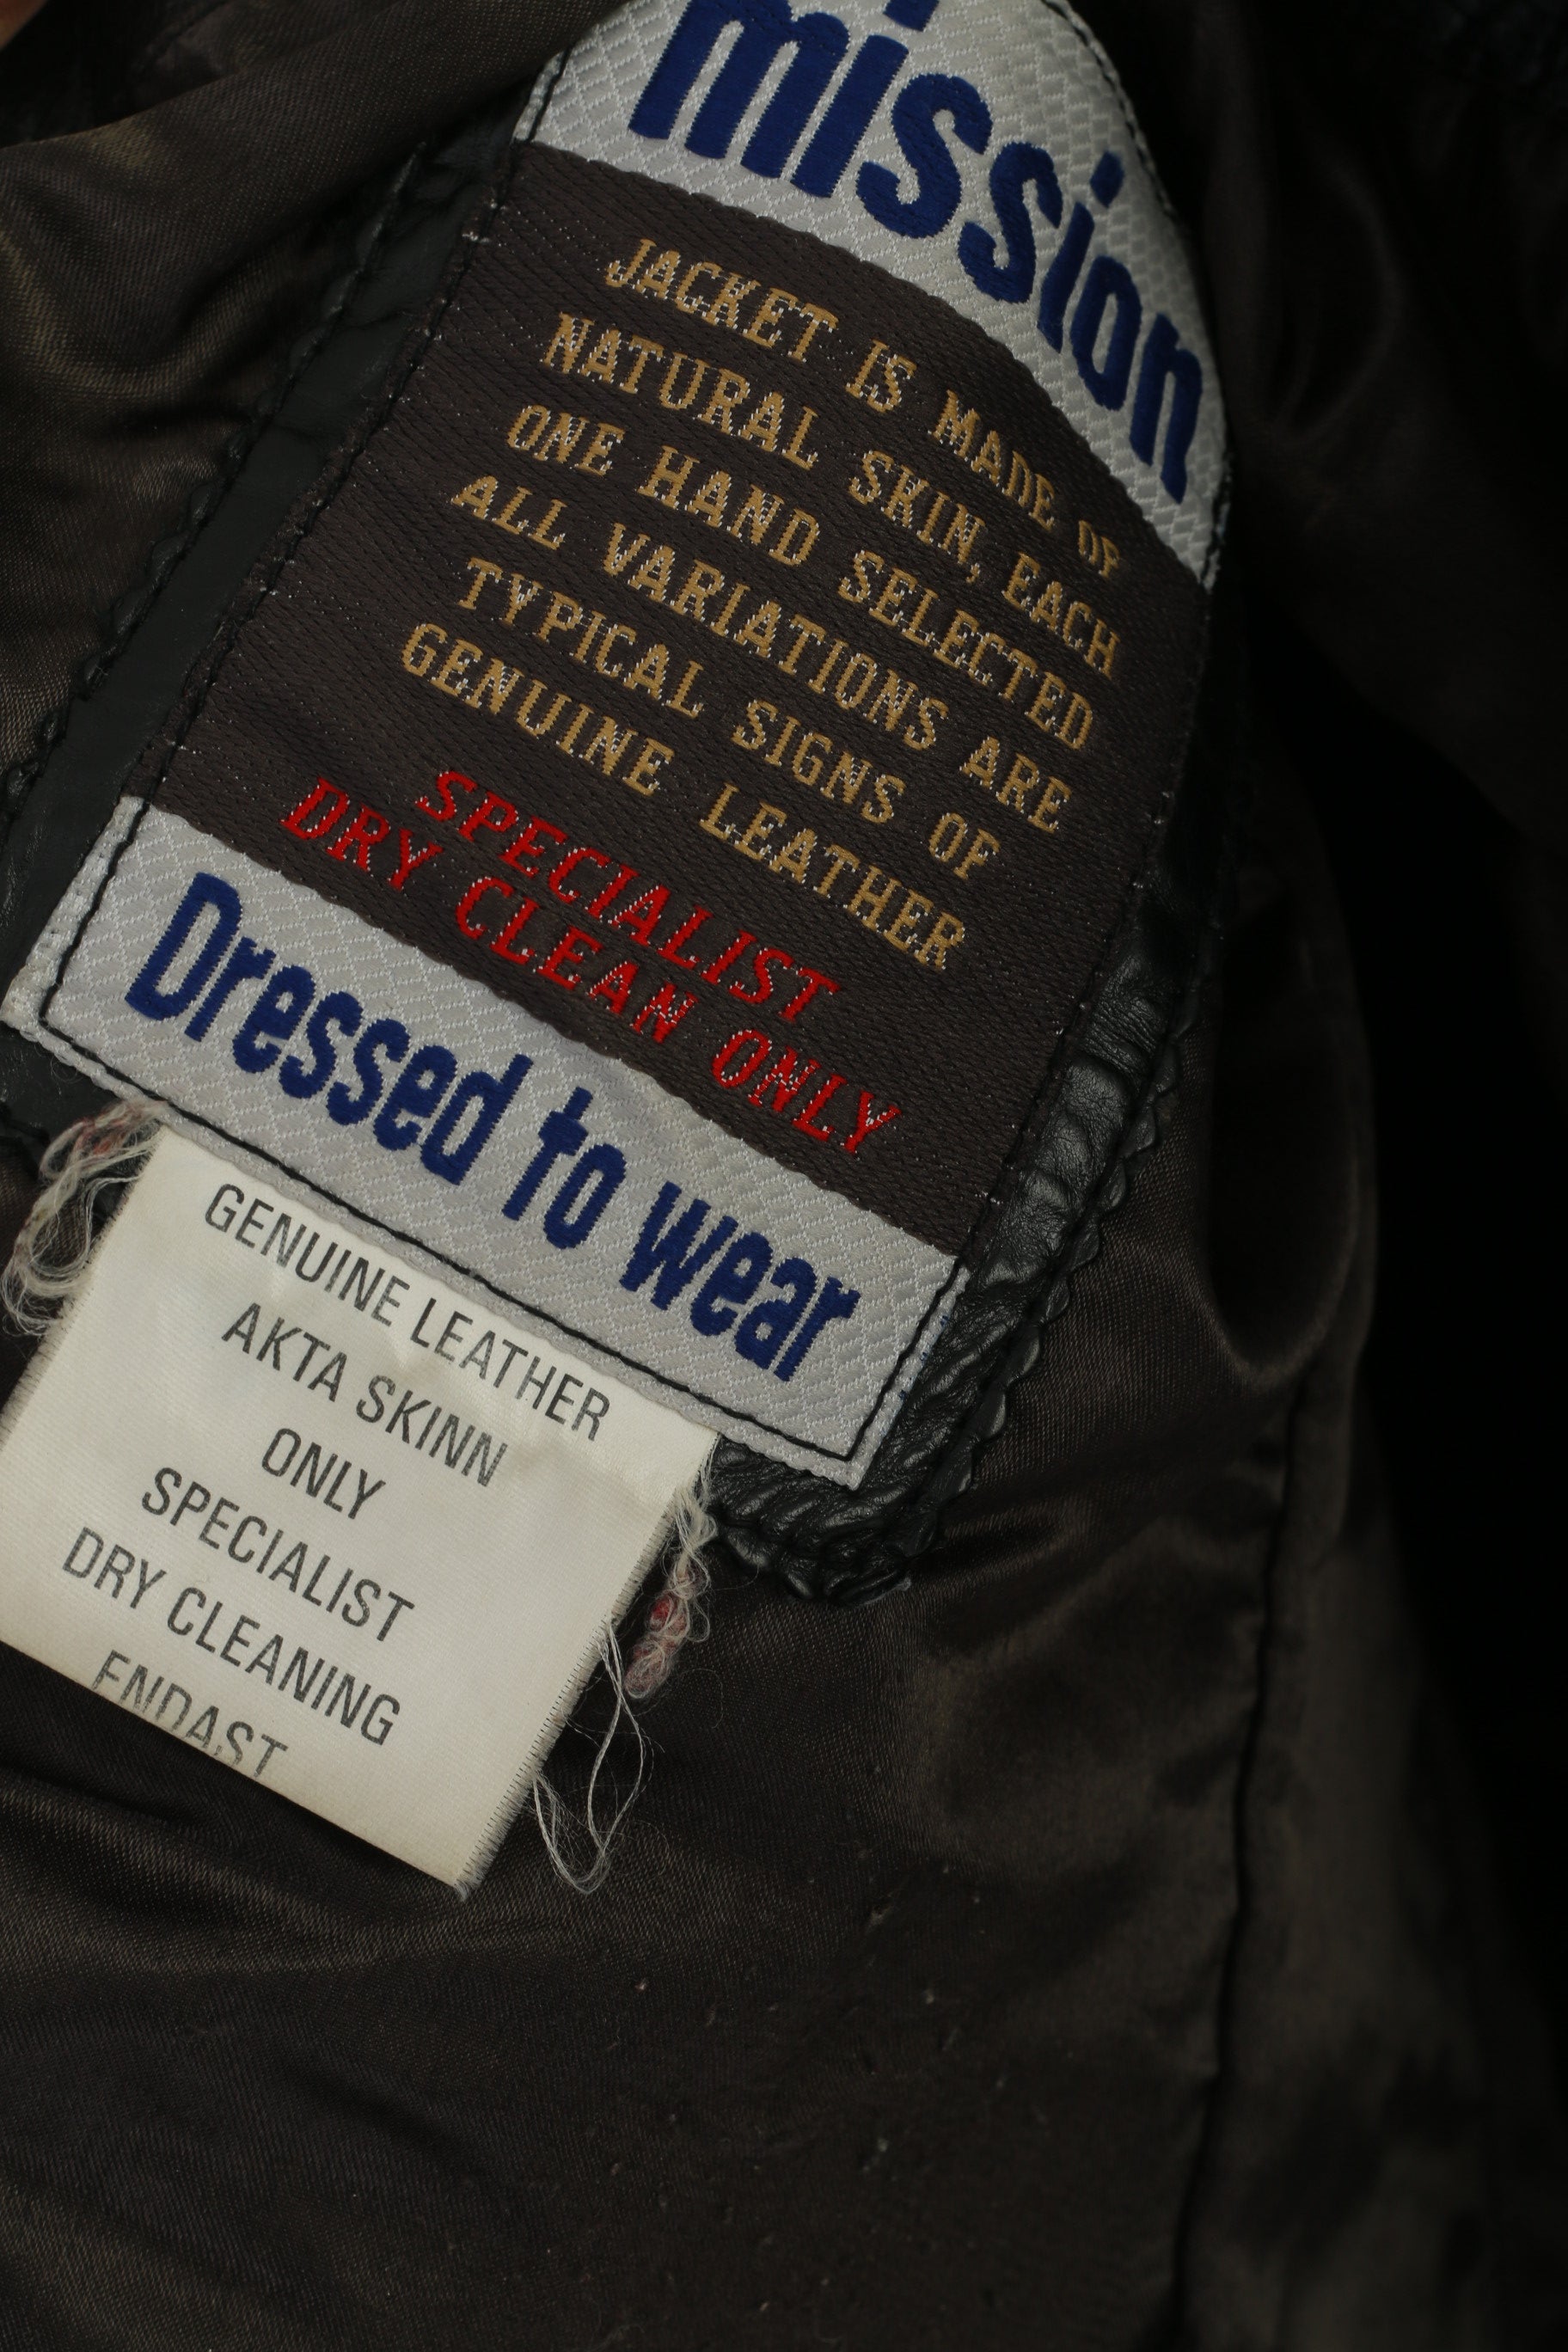 mission
JACKET IS MADE OF
NATURAL SKIN, EACH
ONE HAND SELECTED
ALL VARIATIONS ARE
TYPICAL SIGNS OF
GENUINE LEATHER
SPECIALIST
DRY CLEAN ONLY
Dressed to wear
GENUINE LEATHER
AKTA SKINN
ONLY
SPECIALIST
DRY CLEANING
ENDAST